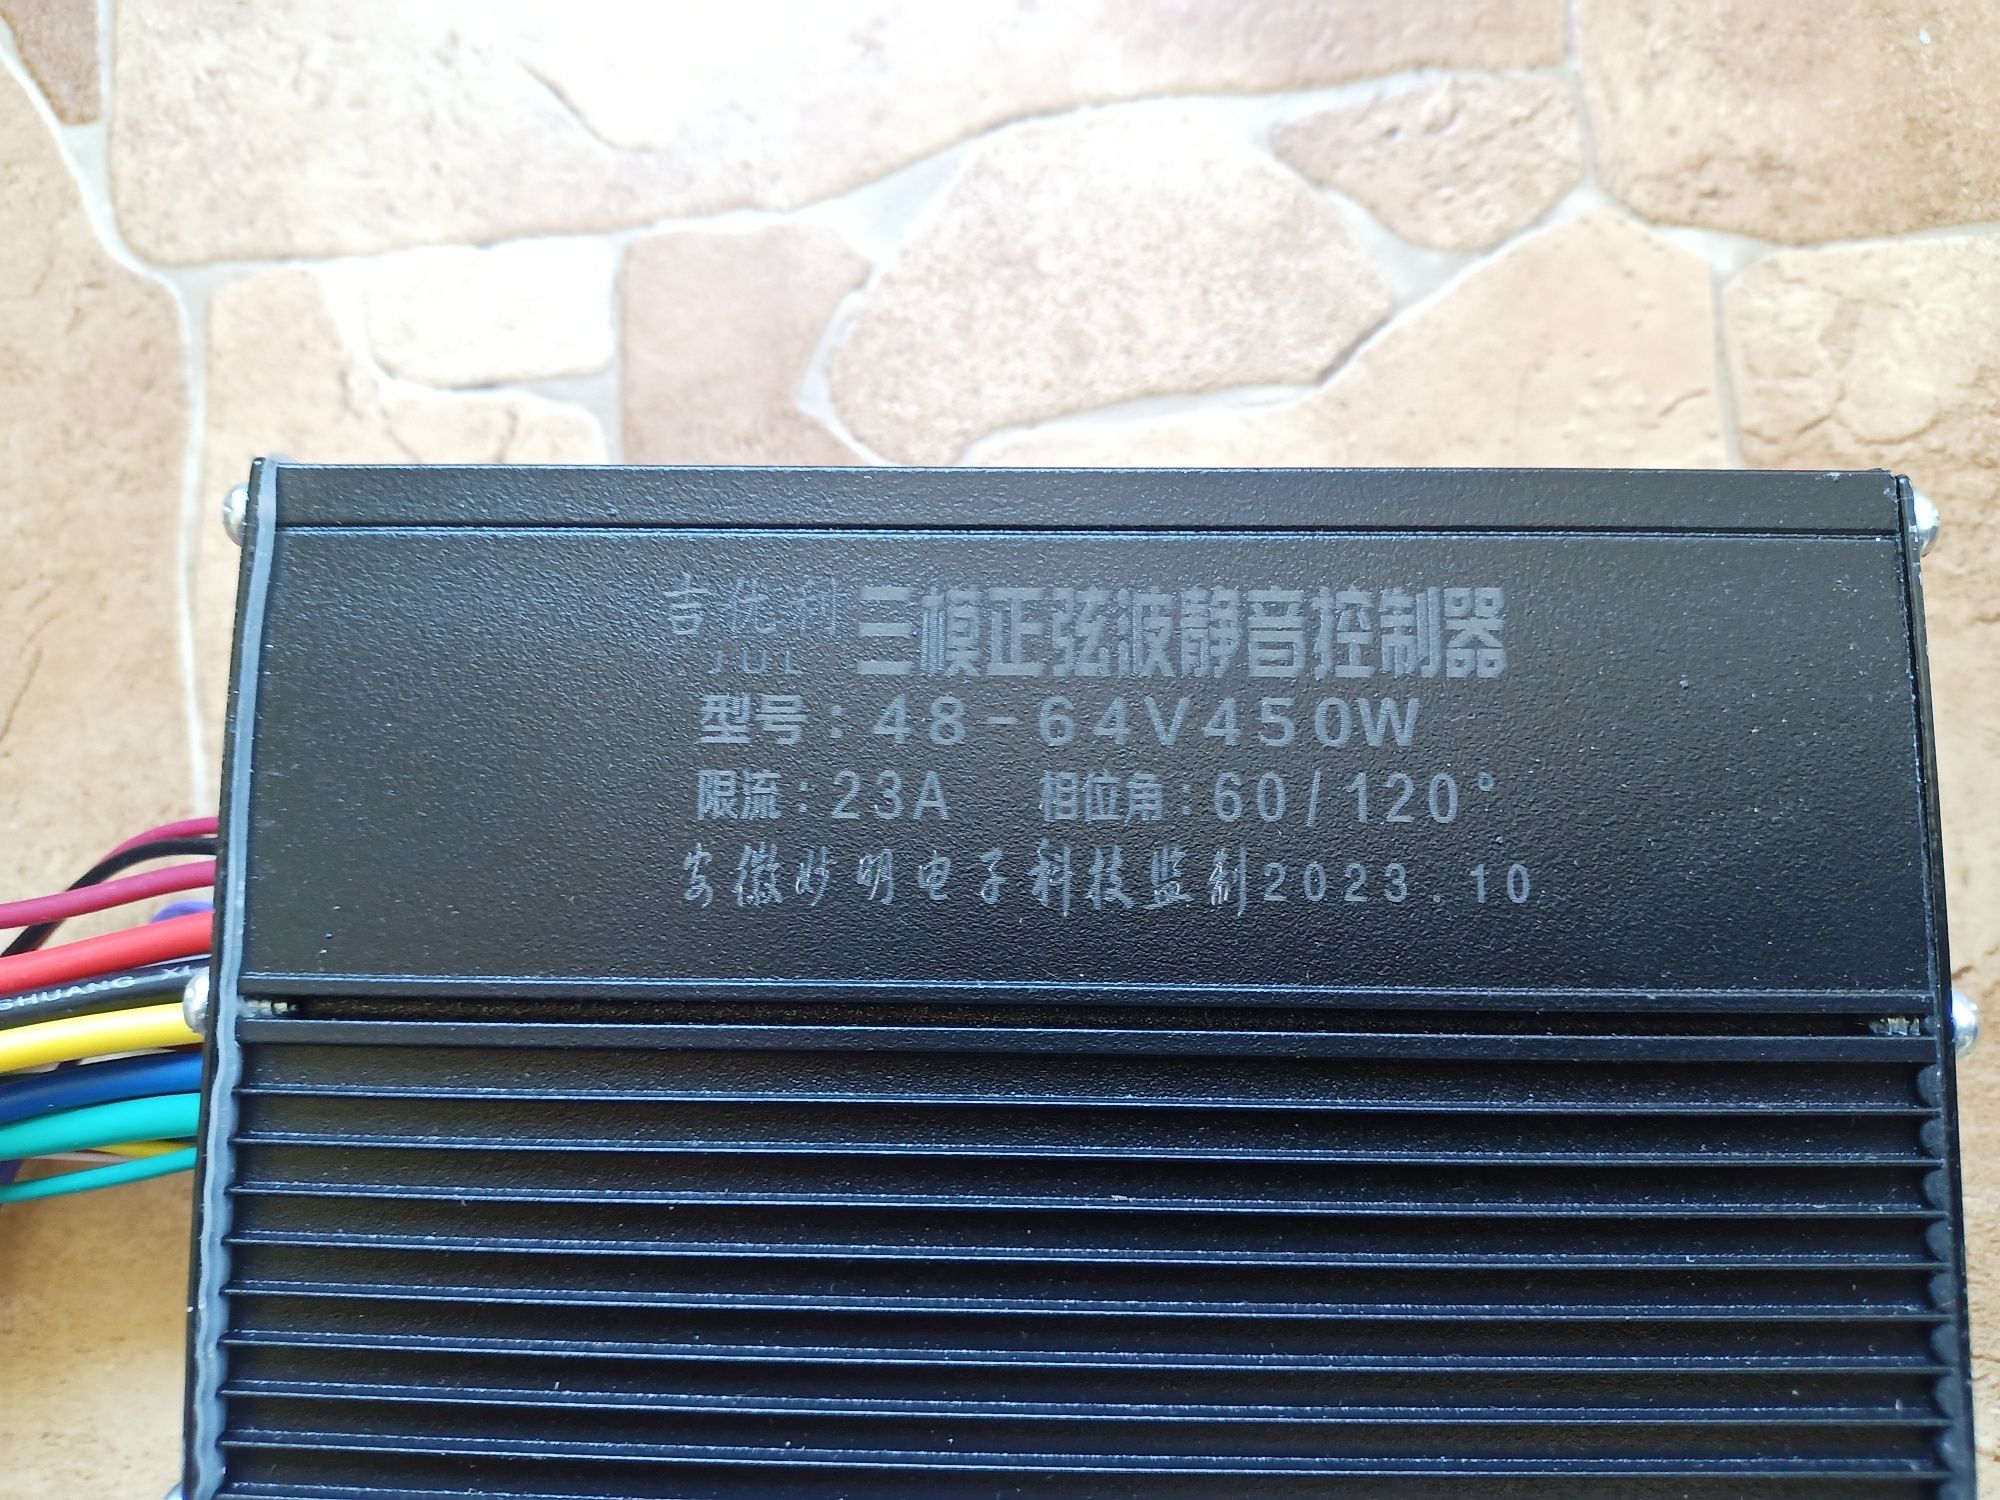 吉优利 三模正弦波静音控制器
JUL
型号:48-64V450W
限流:23A 相位角:60/120°
安徽妙明电子科技监制2023.10
SHUANG XI